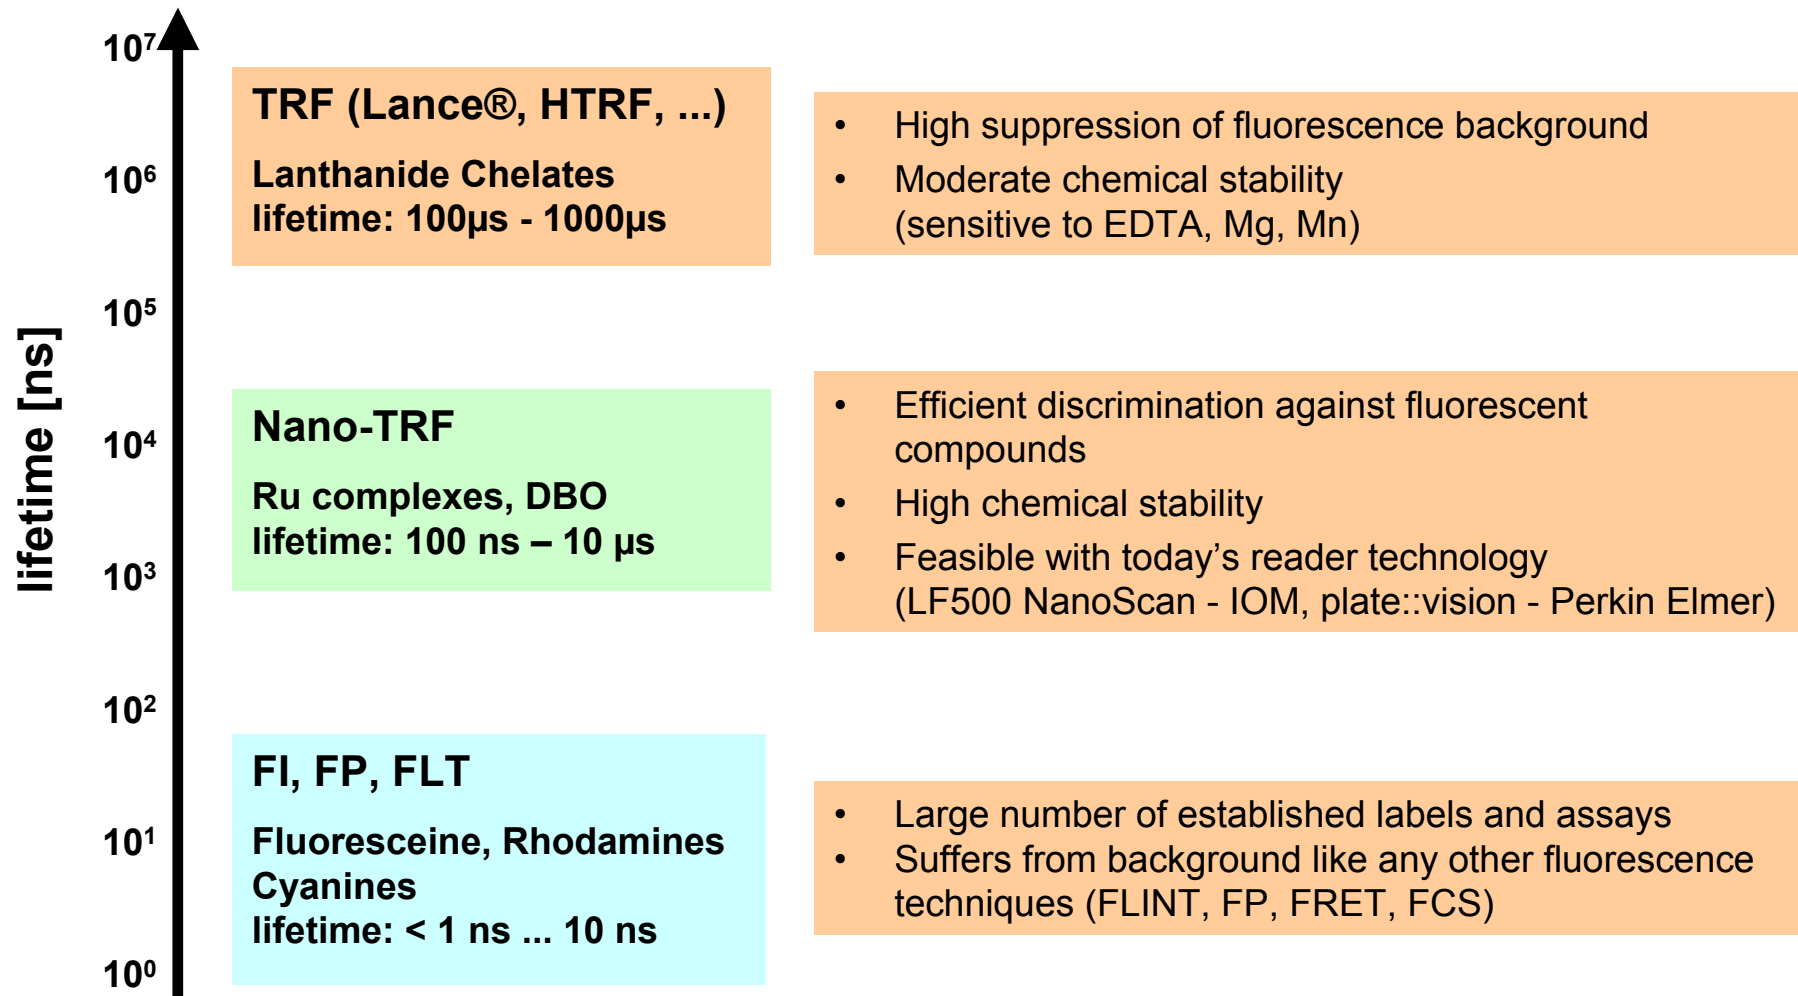 lifetime [ns]
10⁷
10⁶
10⁵
10⁴
10³
10²
10¹
10⁰
TRF (Lance®, HTRF, ...)
Lanthanide Chelates
lifetime: 100µs - 1000µs
• High suppression of fluorescence background
• Moderate chemical stability
(sensitive to EDTA, Mg, Mn)
Nano-TRF
Ru complexes, DBO
lifetime: 100 ns – 10 µs
• Efficient discrimination against fluorescent
compounds
• High chemical stability
• Feasible with today’s reader technology
(LF500 NanoScan - IOM, plate::vision - Perkin Elmer)
FI, FP, FLT
Fluoresceine, Rhodamines
Cyanines
lifetime: < 1 ns ... 10 ns
• Large number of established labels and assays
• Suffers from background like any other fluorescence
techniques (FLINT, FP, FRET, FCS)